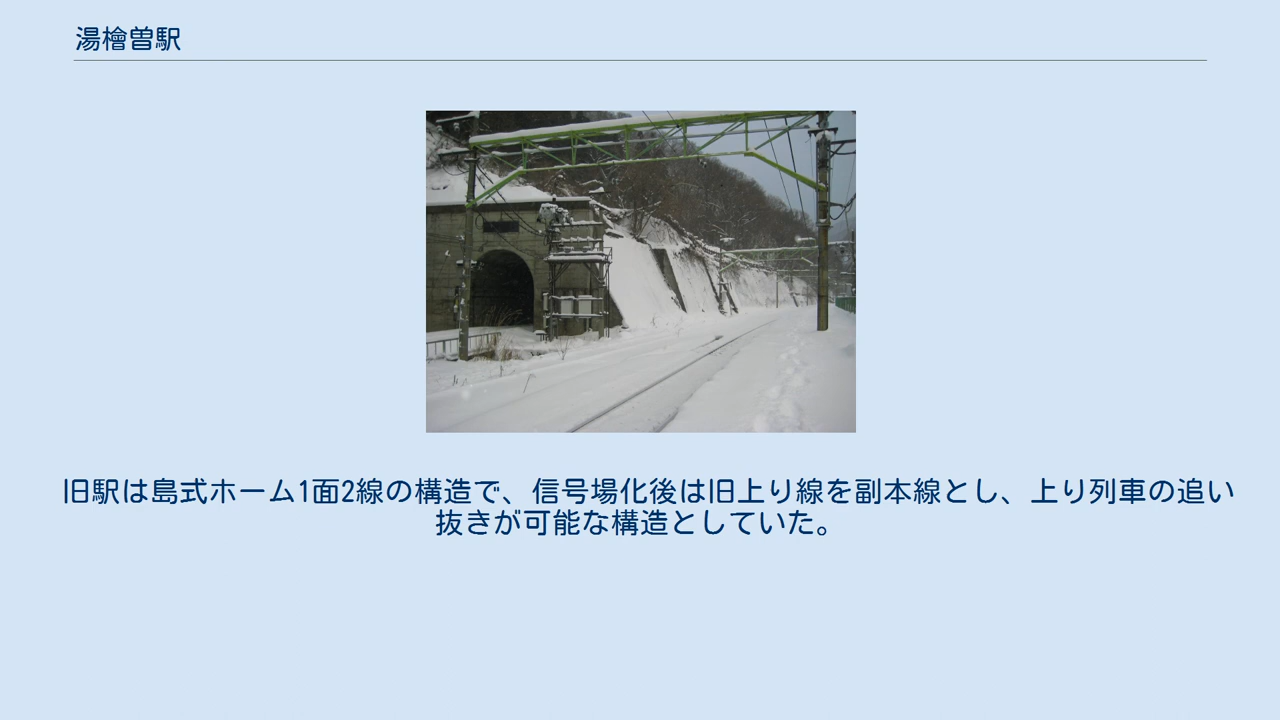 湯檜曽駅
旧駅は島式ホーム1面2線の構造で、信号場化後は旧上り線を副本線とし、上り列車の追い
抜きが可能な構造としていた。